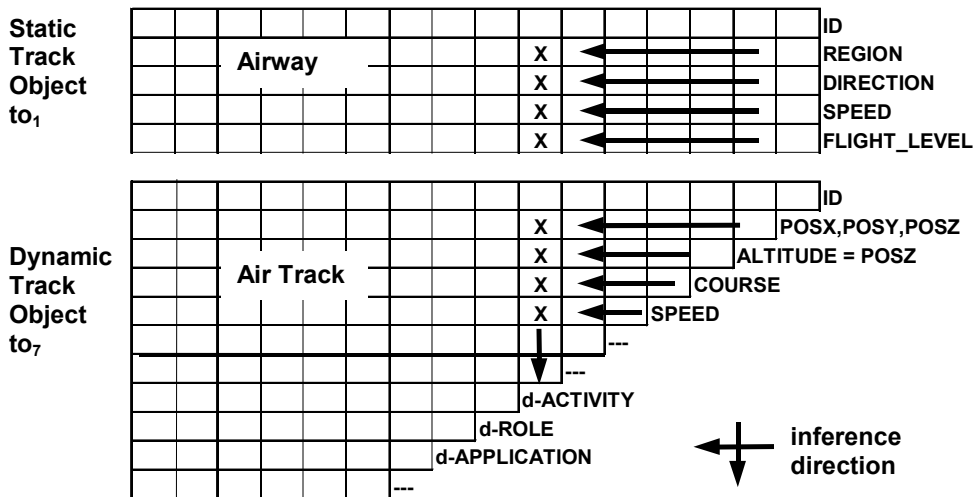 Static
Track
Object
to1
Airway
ID
X REGION
X DIRECTION
X SPEED
X FLIGHT_LEVEL
Dynamic
Track
Object
to7
Air Track
ID
X POSX,POSY,POSZ
X ALTITUDE = POSZ
X COURSE
X SPEED
---
---
d-ACTIVITY
d-ROLE
d-APPLICATION
---
inference
direction